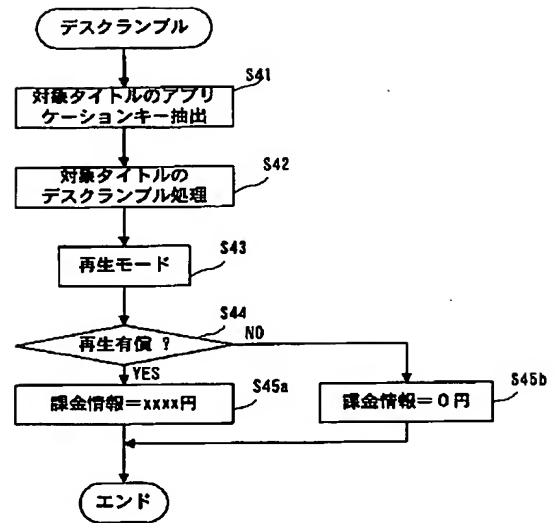 デスクランブル
S41
対象タイトルのアプリ
ケーションキー抽出
S42
対象タイトルの
デスクランブル処理
S43
再生モード
S44
再生有償?
NO
YES
S45a
課金情報=xxxx円
S45b
課金情報=0円
エンド